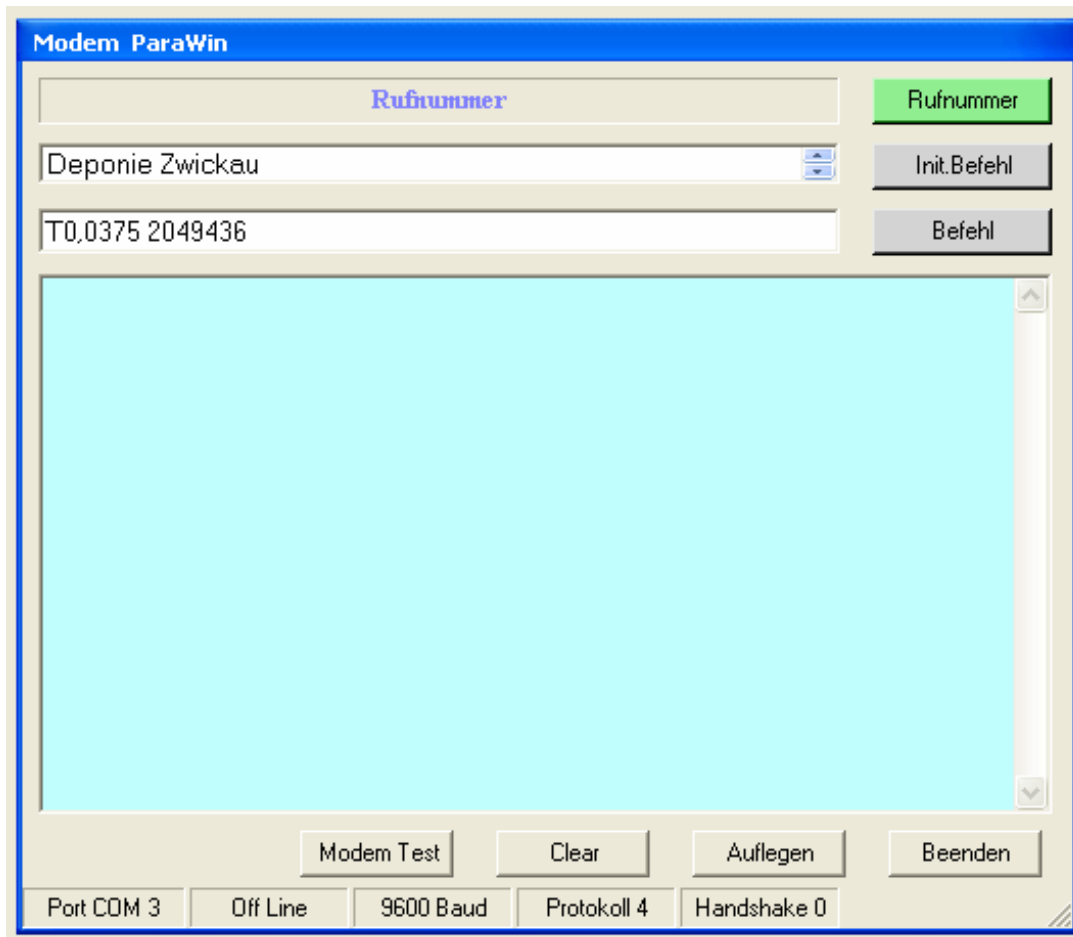 Modem ParaWin
Rufnummer Rufnummer
Deponie Zwickau Init.Befehl
T0,0375 2049436 Befehl
Modem Test Clear Auflegen Beenden
Port COM 3 Off Line 9600 Baud Protokoll 4 Handshake 0